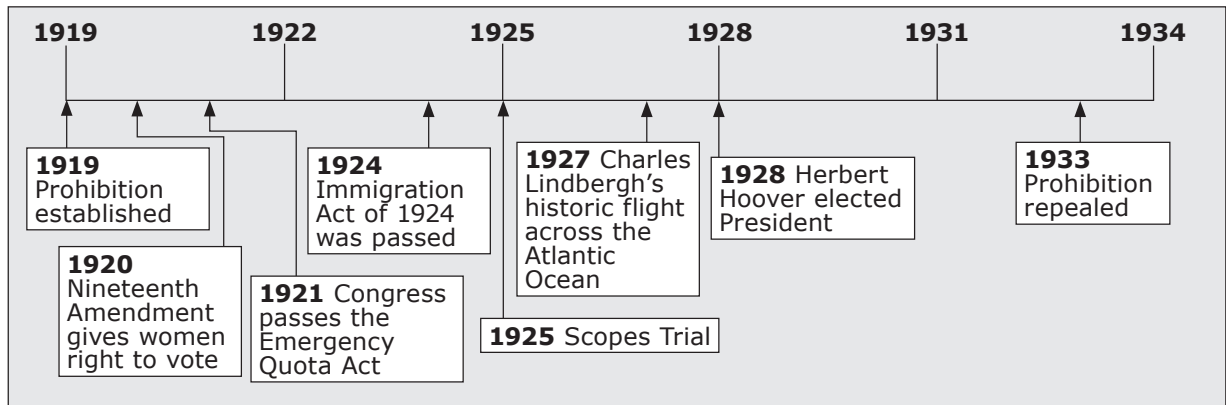 1919 1922 1925 1928 1931 1934
1919
Prohibition
established
1920
Nineteenth
Amendment
gives women
right to vote
1921 Congress
passes the
Emergency
Quota Act
1924
Immigration
Act of 1924
was passed
1925 Scopes Trial
1927 Charles
Lindbergh’s
historic flight
across the
Atlantic
Ocean
1928 Herbert
Hoover elected
President
1933
Prohibition
repealed